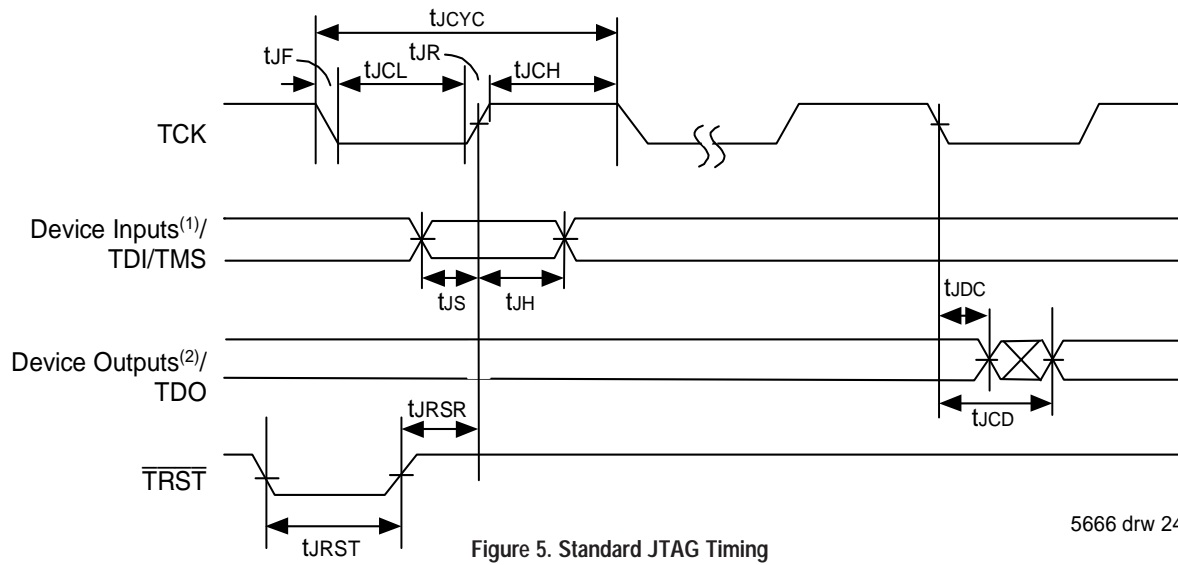 tJCYC
tJF
tJR
tJCL
tJCH
TCK
Device Inputs(1)/
TDI/TMS
tJS
tJH
tJDC
Device Outputs(2)/
TDO
tJRSR
tJCD
TRST
tJRST
5666 drw 24
Figure 5. Standard JTAG Timing